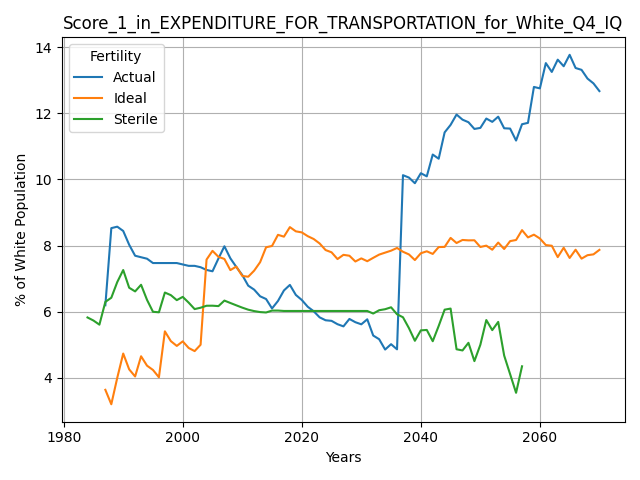 Score_1_in_EXPENDITURE_FOR_TRANSPORTATION_for_White_Q4_IQ
Fertility
Actual
Ideal
Sterile
% of White Population
14
12
10
8
6
4
1980 2000 2020 2040 2060
Years